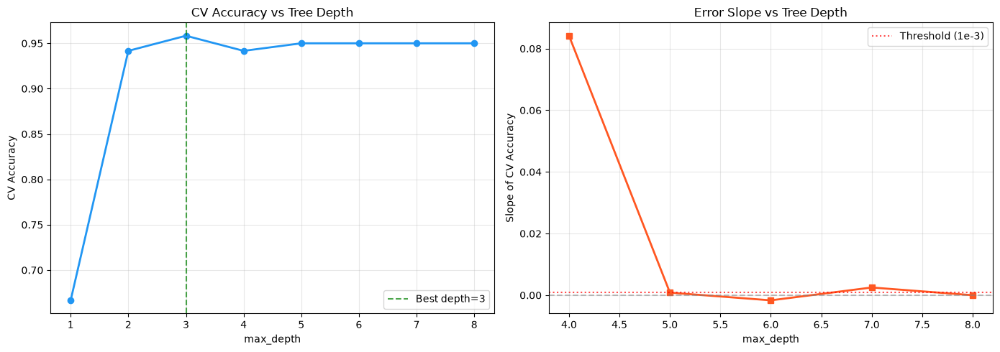 CV Accuracy vs Tree Depth
CV Accuracy
0.95
0.90
0.85
0.80
0.75
0.70
1 2 3 4 5 6 7 8
max_depth
Best depth=3
Error Slope vs Tree Depth
Slope of CV Accuracy
0.08
0.06
0.04
0.02
0.00
4.0 4.5 5.0 5.5 6.0 6.5 7.0 7.5 8.0
max_depth
Threshold (1e-3)